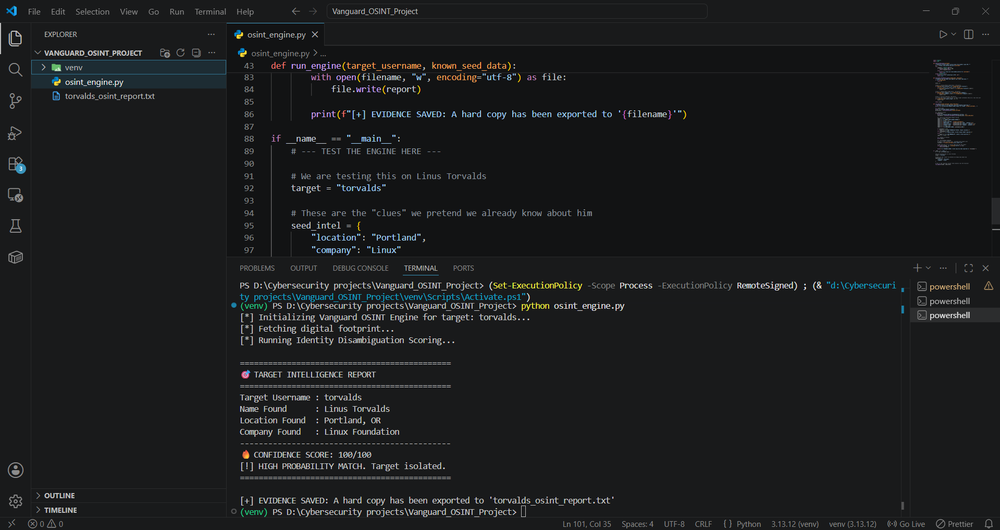 File Edit Selection View Go Run Terminal Help
Vanguard_OSINT_Project
EXPLORER
VANGUARD_OSINT_PROJECT
venv
osint_engine.py
torvalds_osint_report.txt
3
OUTLINE
TIMELINE
osint_engine.py
osint_engine.py > ...
43 def run_engine(target_username, known_seed_data):
83 with open(filename, "w", encoding="utf-8") as file:
84 file.write(report)
85
86 print(f"[+] EVIDENCE SAVED: A hard copy has been exported to '{filename}'")
87
88 if __name__ == "__main__":
89 # --- TEST THE ENGINE HERE ---
90
91 # We are testing this on Linus Torvalds
92 target = "torvalds"
93
94 # These are the "clues" we pretend we already know about him
95 seed_intel = {
96 "location": "Portland",
97 "company": "Linux"
PROBLEMS OUTPUT DEBUG CONSOLE TERMINAL PORTS
PS D:\Cybersecurity projects\Vanguard_OSINT_Project> (Set-ExecutionPolicy -Scope Process -ExecutionPolicy RemoteSigned) ; (& "d:\Cybersecuri
ty projects\Vanguard_OSINT_Project\venv\Scripts\Activate.ps1")
(venv) PS D:\Cybersecurity projects\Vanguard_OSINT_Project> python osint_engine.py
[*] Initializing Vanguard OSINT Engine for target: torvalds...
[*] Fetching digital footprint...
[*] Running Identity Disambiguation Scoring...
=============================================
🎯 TARGET INTELLIGENCE REPORT
=============================================
Target Username : torvalds
Name Found : Linus Torvalds
Location Found : Portland, OR
Company Found : Linux Foundation
---------------------------------------------
🔥 CONFIDENCE SCORE: 100/100
[!] HIGH PROBABILITY MATCH. Target isolated.
=============================================
[+] EVIDENCE SAVED: A hard copy has been exported to 'torvalds_osint_report.txt'
(venv) PS D:\Cybersecurity projects\Vanguard_OSINT_Project>
powershell
powershell
powershell
0 0
Ln 101, Col 35 Spaces: 4 UTF-8 CRLF { } Python 3.13.12 (venv) venv (3.13.12) Go Live Prettier